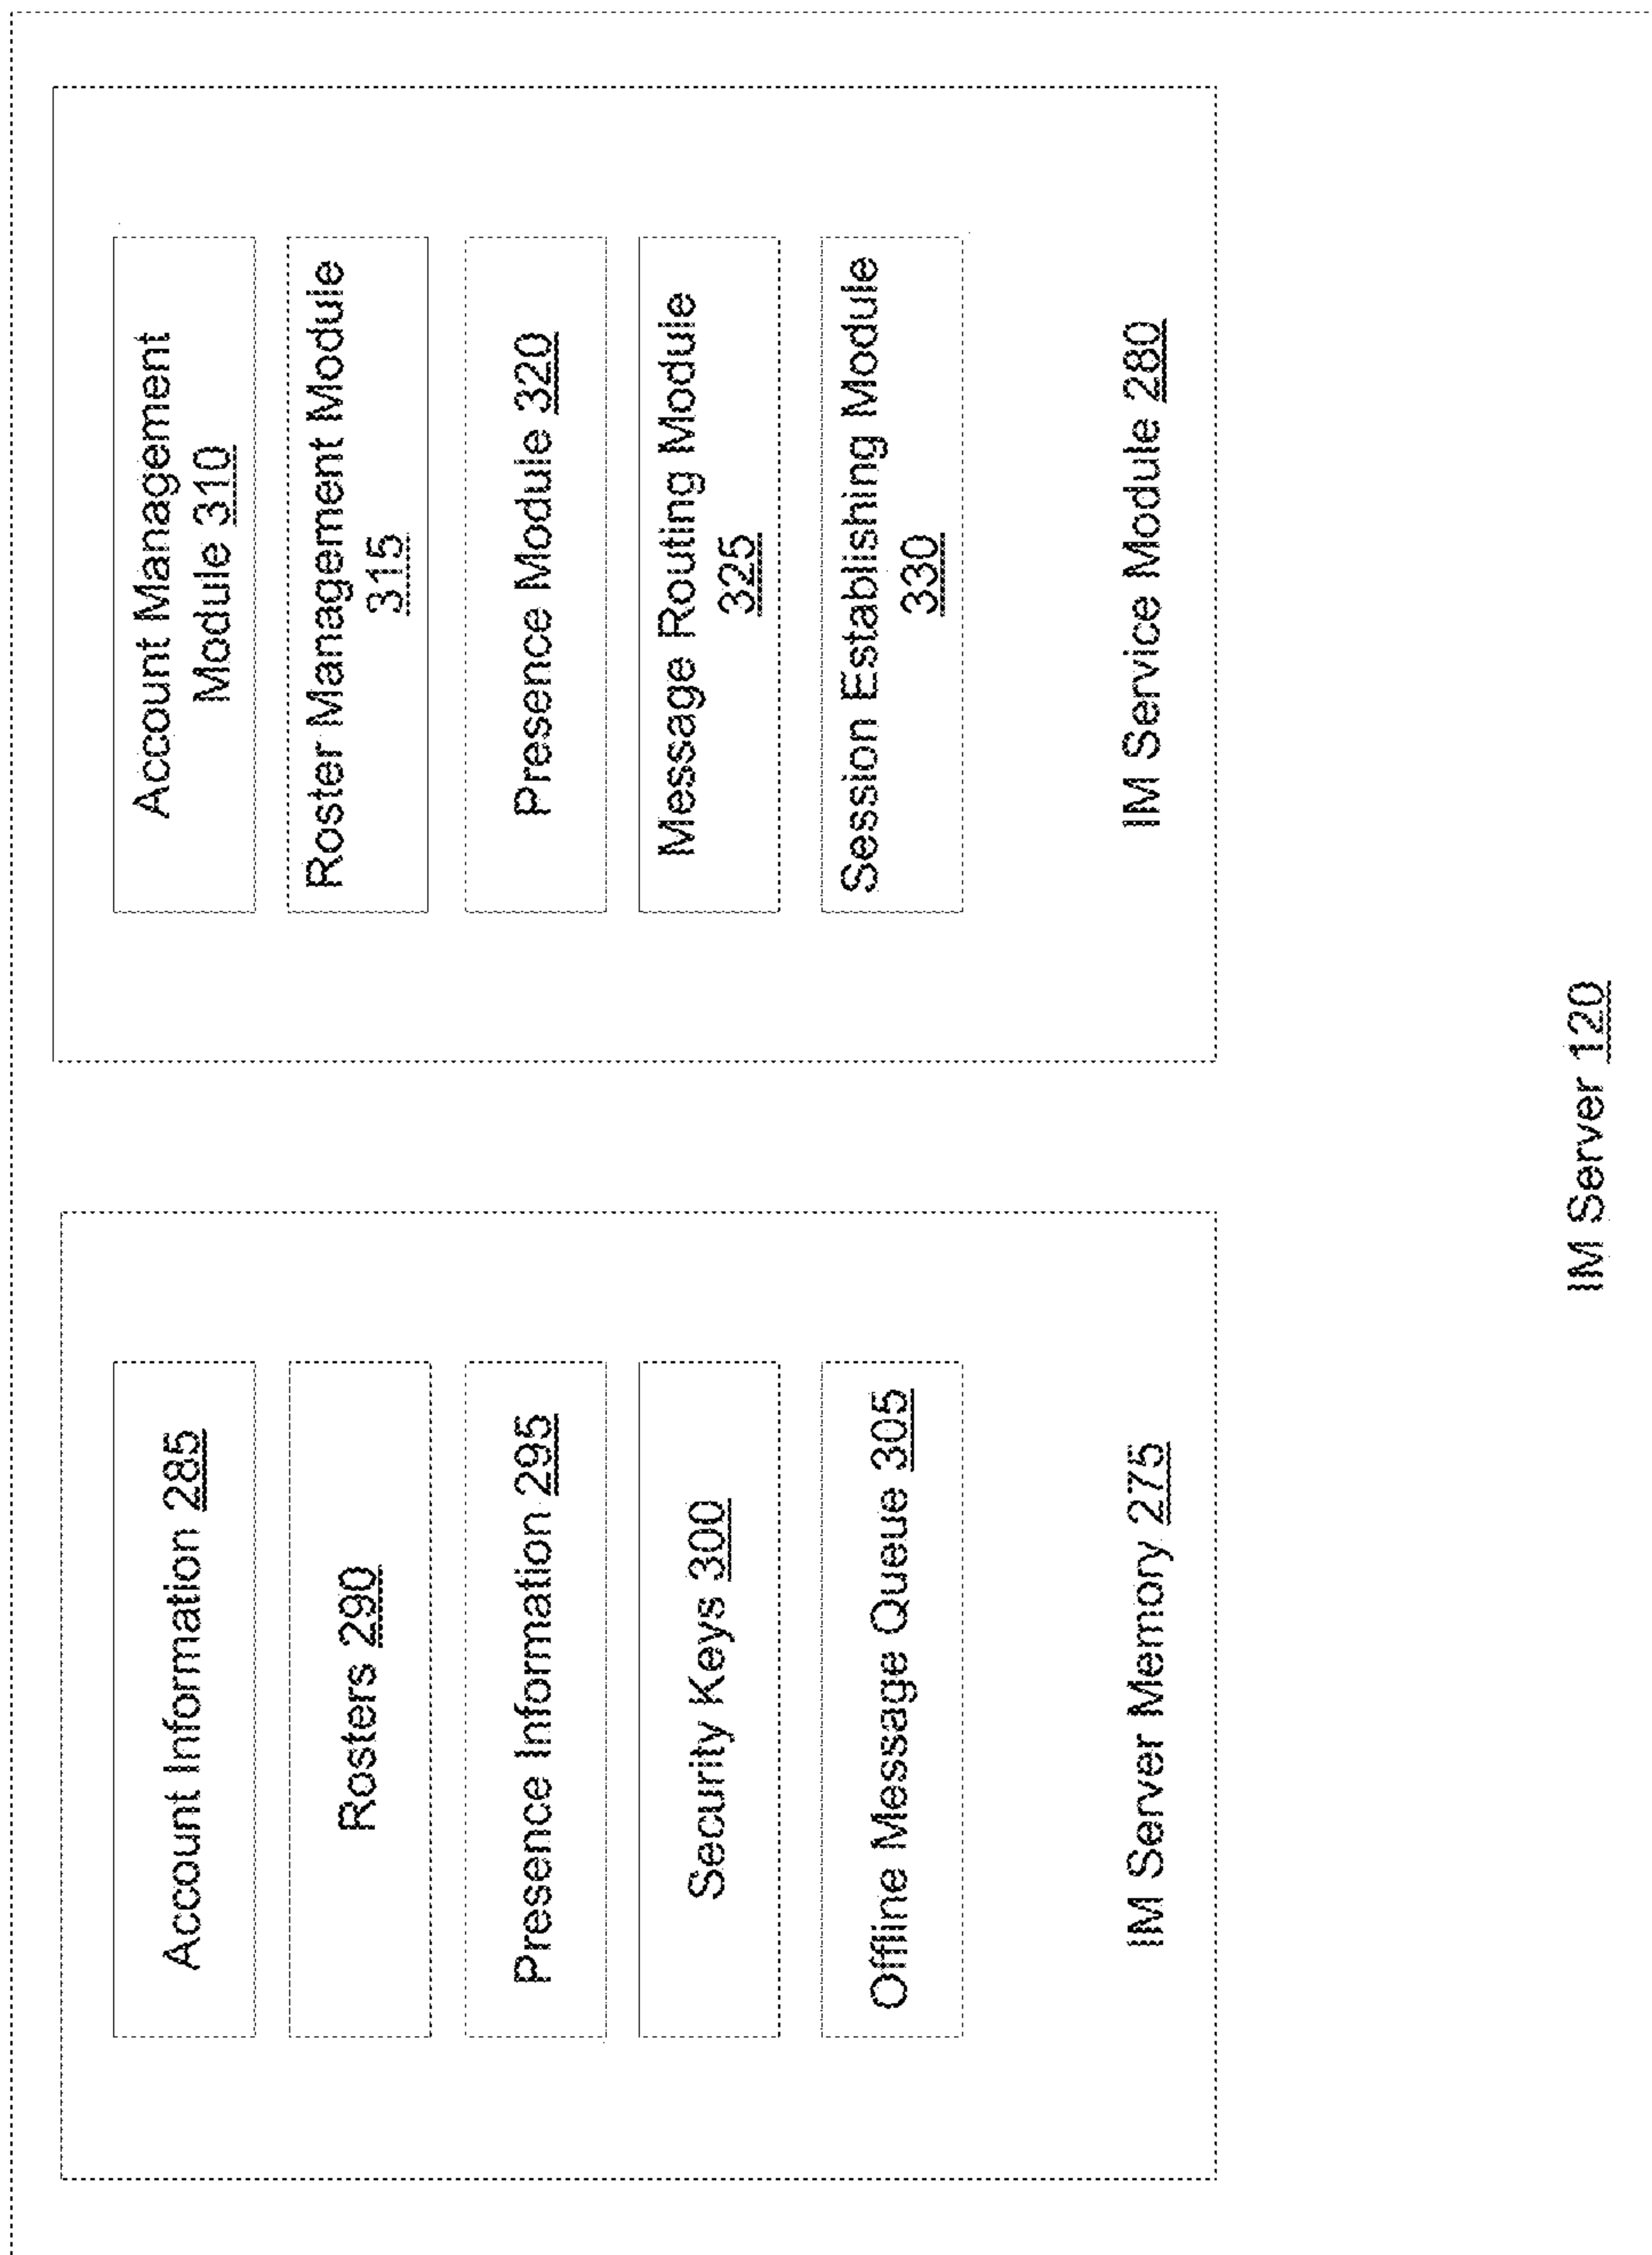 Account Information 285
Rosters 290
Presence Information 295
Security Keys 300
Offline Message Queue 305
IM Server Memory 275
Account Management
Module 310
Roster Management Module
315
Presence Module 320
Message Routing Module
325
Session Establishing Module
330
IM Service Module 280
IM Server 120